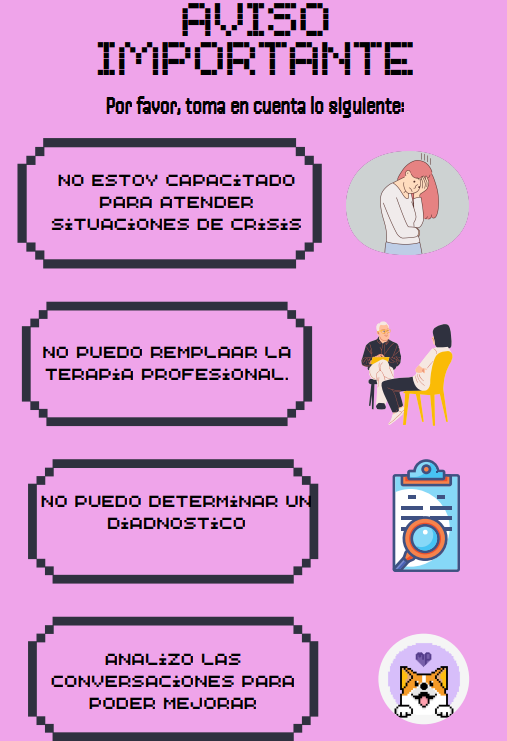 AVISO
IMPORTANTE
Por favor, toma en cuenta lo siguiente:
NO ESTOY CAPACiTADO
PARA ATENDER
SiTUACiONES DE CRiSiS
NO PUEDO REMPLAAR LA
TERAPiA PROFESiONAL.
NO PUEDO DETERMiNAR UN
DiADNOSTiCO
ANALiZO LAS
CONVERSACiONES PARA
PODER MEJORAR